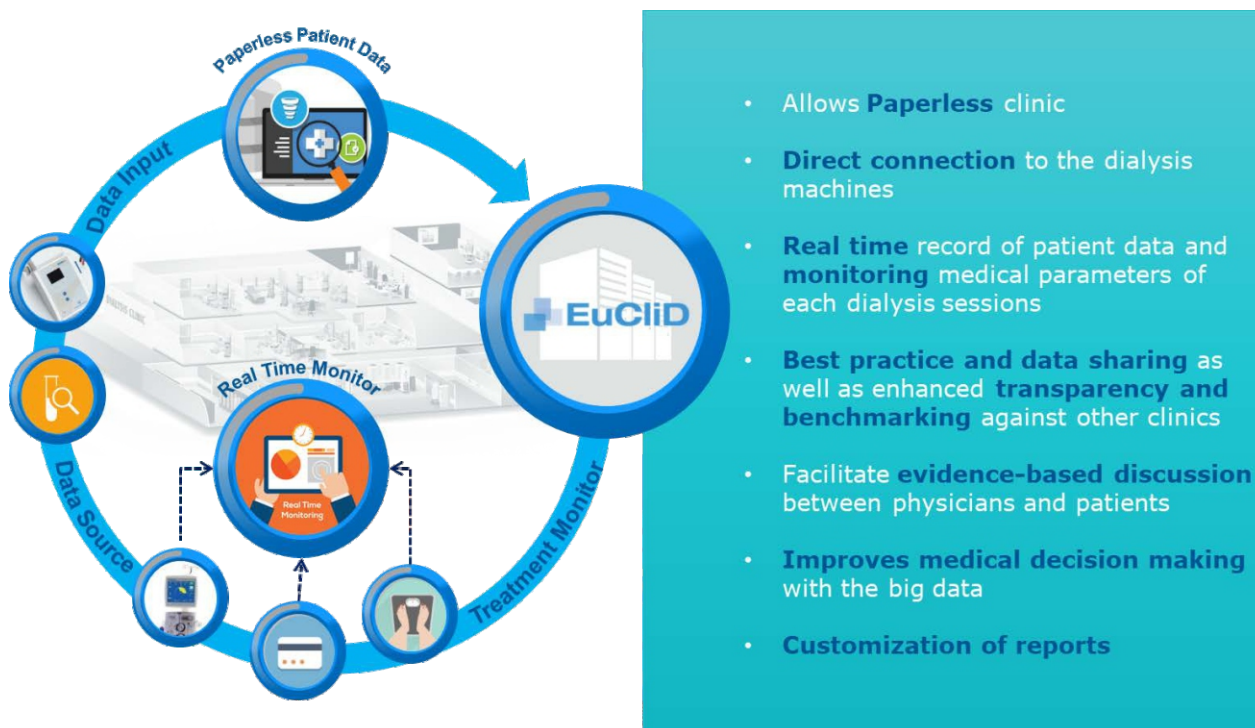 Paperless Patient Data
Data Input
EuCliD
DIALYSIS CLINIC
Real Time Monitor
Real Time
Monitoring
Data Source
Treatment Monitor
• Allows Paperless clinic
• Direct connection to the dialysis
machines
• Real time record of patient data and
monitoring medical parameters of
each dialysis sessions
• Best practice and data sharing as
well as enhanced transparency and
benchmarking against other clinics
• Facilitate evidence-based discussion
between physicians and patients
• Improves medical decision making
with the big data
• Customization of reports